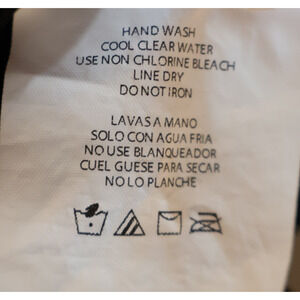 HAND WASH
COOL CLEAR WATER
USE NON CHLORINE BLEACH
LINE DRY
DO NOT IRON
LAVAS A MANO
SOLO CON AGUA FRIA
NO USE BLANQUEADOR
CUEL GUESE PARA SECAR
NO LO PLANCHE